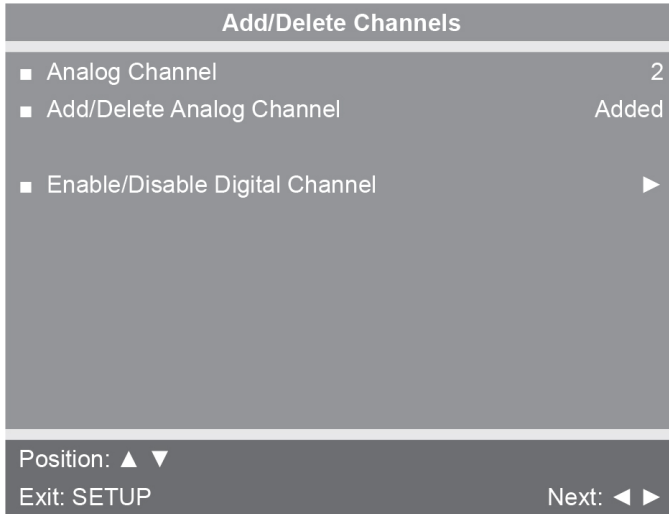 Add/Delete Channels
■ Analog Channel 2
■ Add/Delete Analog Channel Added
■ Enable/Disable Digital Channel ►
Position: ▲ ▼
Exit: SETUP Next: ◄ ►